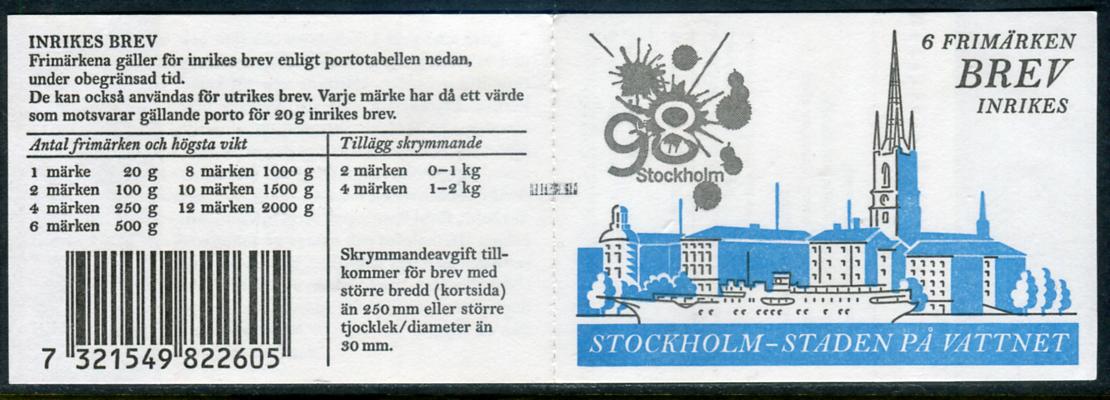 INRIKES BREV
Frimärkena gäller för inrikes brev enligt portotabellen nedan,
under obegränsad tid.
De kan också användas för utrikes brev. Varje märke har då ett värde
som motsvarar gällande porto för 20 g inrikes brev.
Antal frimärken och högsta vikt
1 märke 20 g 8 märken 1000 g
2 märken 100 g 10 märken 1500 g
4 märken 250 g 12 märken 2000 g
6 märken 500 g
Tillägg skrymmande
2 märken 0–1 kg
4 märken 1–2 kg
Skrymmandeavgift till-
kommer för brev med
större bredd (kortsida)
än 250 mm eller större
tjocklek/diameter än
30 mm.
7 321549 822605
98
Stockholm
6 FRIMÄRKEN
BREV
INRIKES
STOCKHOLM–STADEN PÅ VATTNET